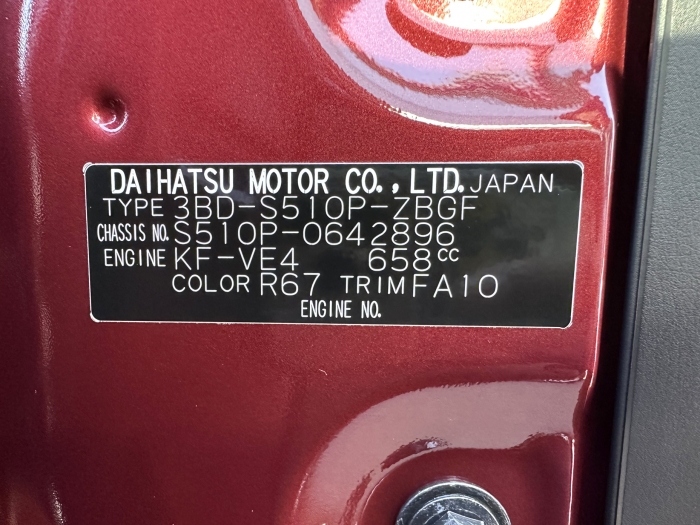 DAIHATSU MOTOR CO., LTD. JAPAN
TYPE 3BD-S510P-ZBGF
CHASSIS NO. S510P-0642896
ENGINE KF-VE4 658cc
COLOR R67 TRIM FA10
ENGINE NO.